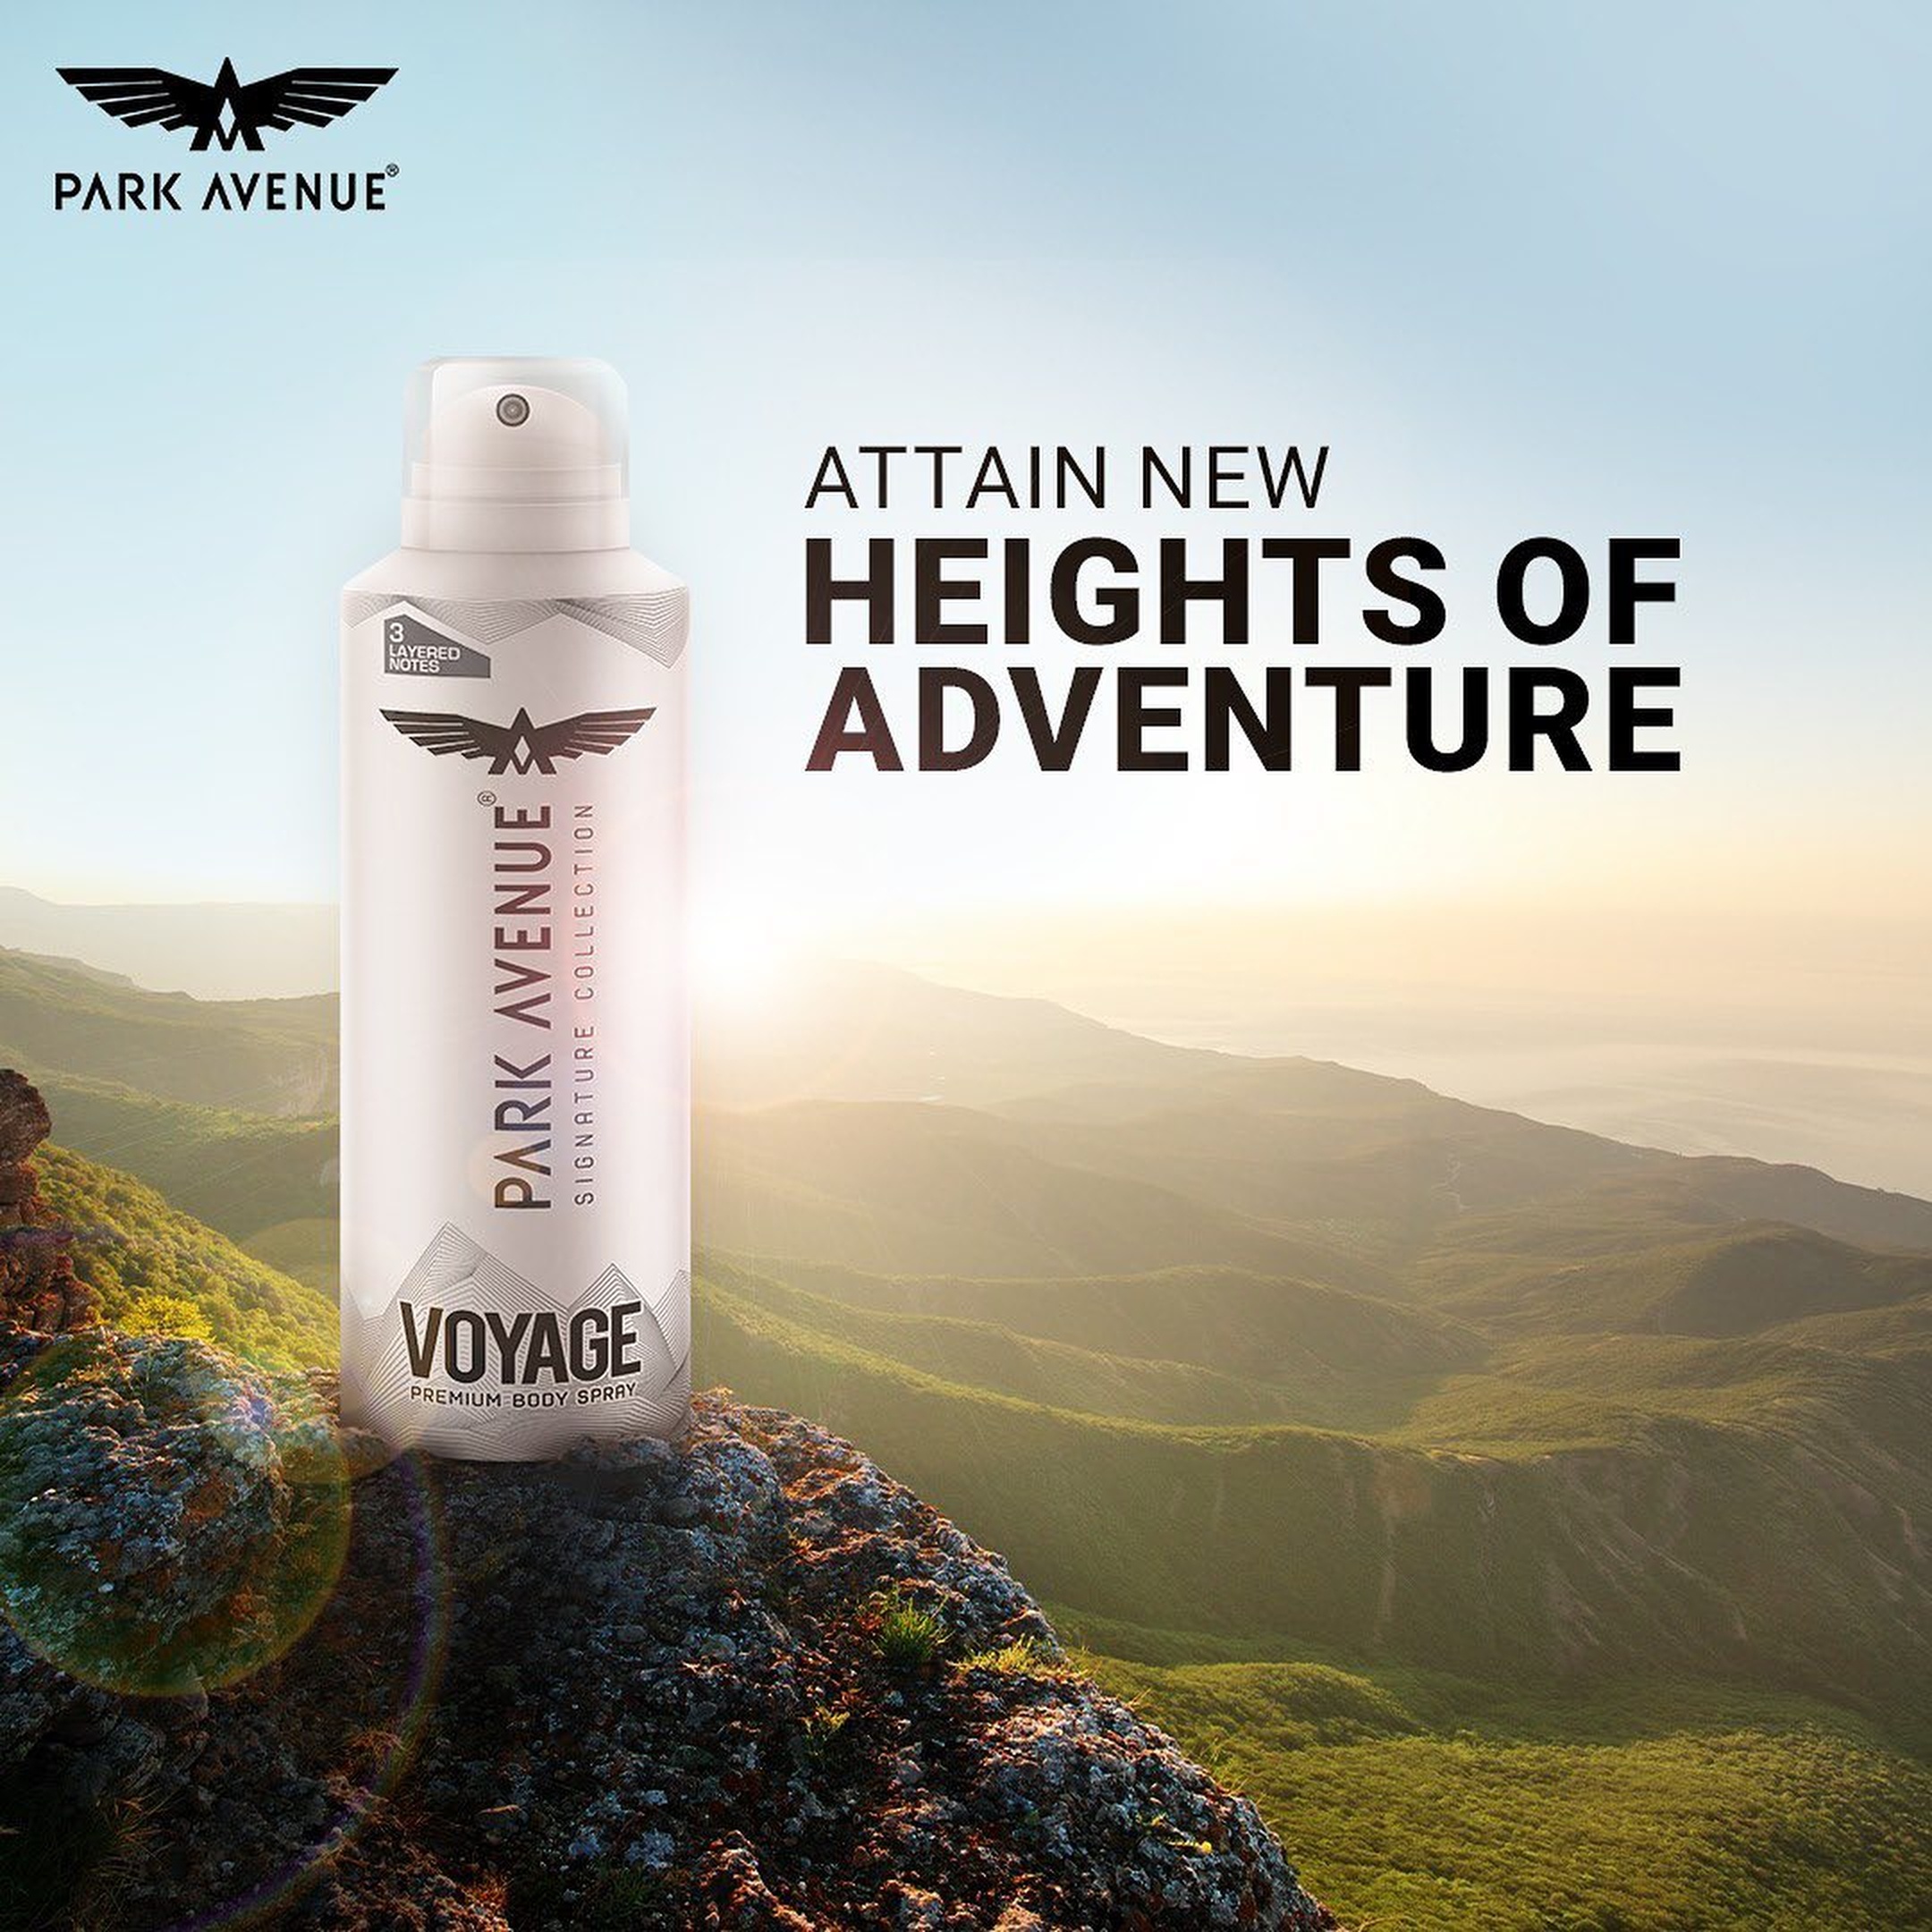 PARK AVENUE®
ATTAIN NEW
HEIGHTS OF
ADVENTURE
3
LAYERED
NOTES
PARK AVENUE®
SIGNATURE COLLECTION
VOYAGE
PREMIUM BODY SPRAY